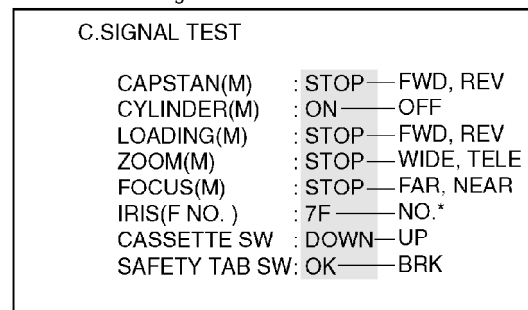 C.SIGNAL TEST
CAPSTAN(M) : STOP — FWD, REV
CYLINDER(M) : ON — OFF
LOADING(M) : STOP — FWD, REV
ZOOM(M) : STOP — WIDE, TELE
FOCUS(M) : STOP — FAR, NEAR
IRIS(F NO. ) : 7F — NO.*
CASSETTE SW : DOWN — UP
SAFETY TAB SW: OK — BRK